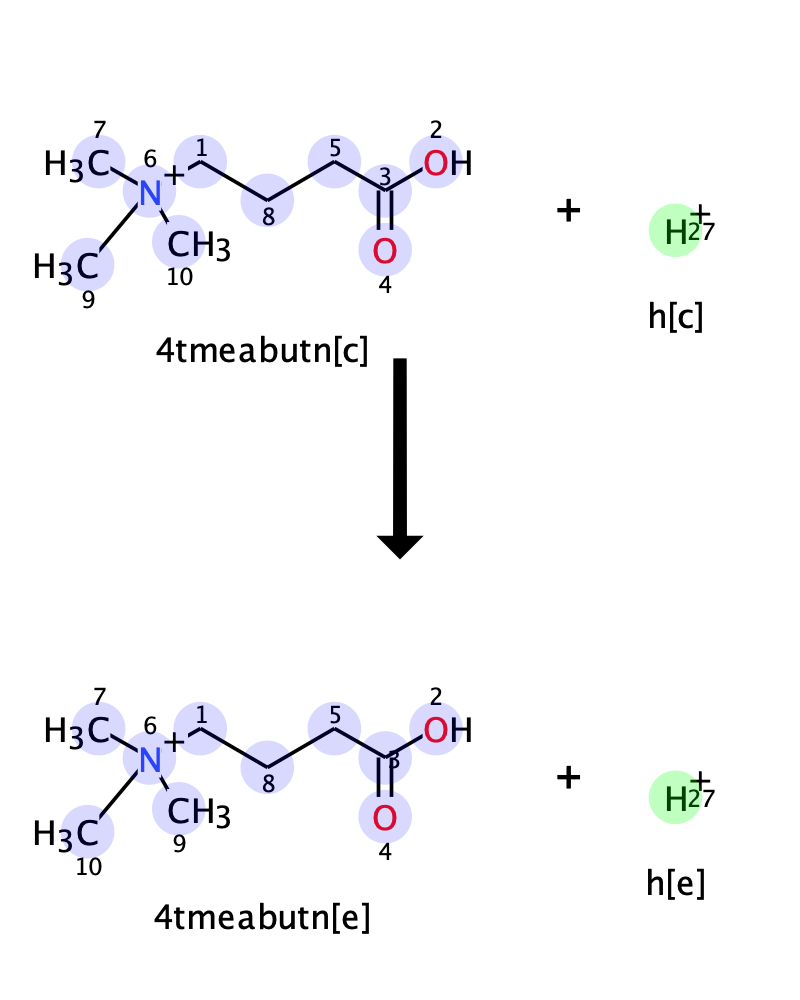 7 6 1 5 2
H3C N + 3 OH
8 + H+ 27
H3C CH3 O
9 10 4
h[c]
4tmeabutn[c]
7 6 1 5 2
H3C N + 3 OH
8 + H+ 27
H3C CH3 O
10 9 4
h[e]
4tmeabutn[e]